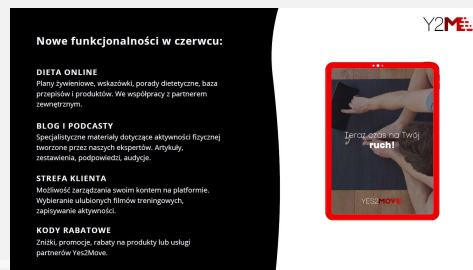 Y2ME
Nowe funkcjonalności w czerwcu:
DIETA ONLINE
Plany żywieniowe, wskazówki, porady dietetyczne, baza
przepisów i produktów. We współpracy z partnerem
zewnętrznym.
BLOG I PODCASTY
Specjalistyczne materiały dotyczące aktywności fizycznej
tworzone przez naszych ekspertów. Artykuły,
zestawienia, podpowiedzi, audycje.
STREFA KLIENTA
Możliwość zarządzania swoim kontem na platformie.
Wybieranie ulubionych filmów treningowych,
zapisywanie aktywności.
KODY RABATOWE
Zniżki, promocje, rabaty na produkty lub usługi
partnerów Yes2Move.
Teraz czas na Twój
ruch!
YES2MOVE